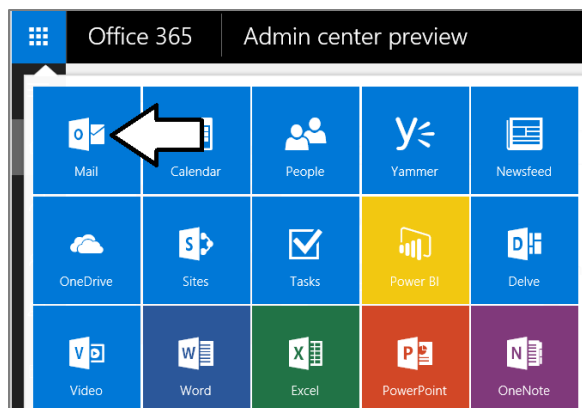 Office 365 Admin center preview
Mail Calendar People Yammer Newsfeed
OneDrive Sites Tasks Power BI Delve
Video Word Excel PowerPoint OneNote